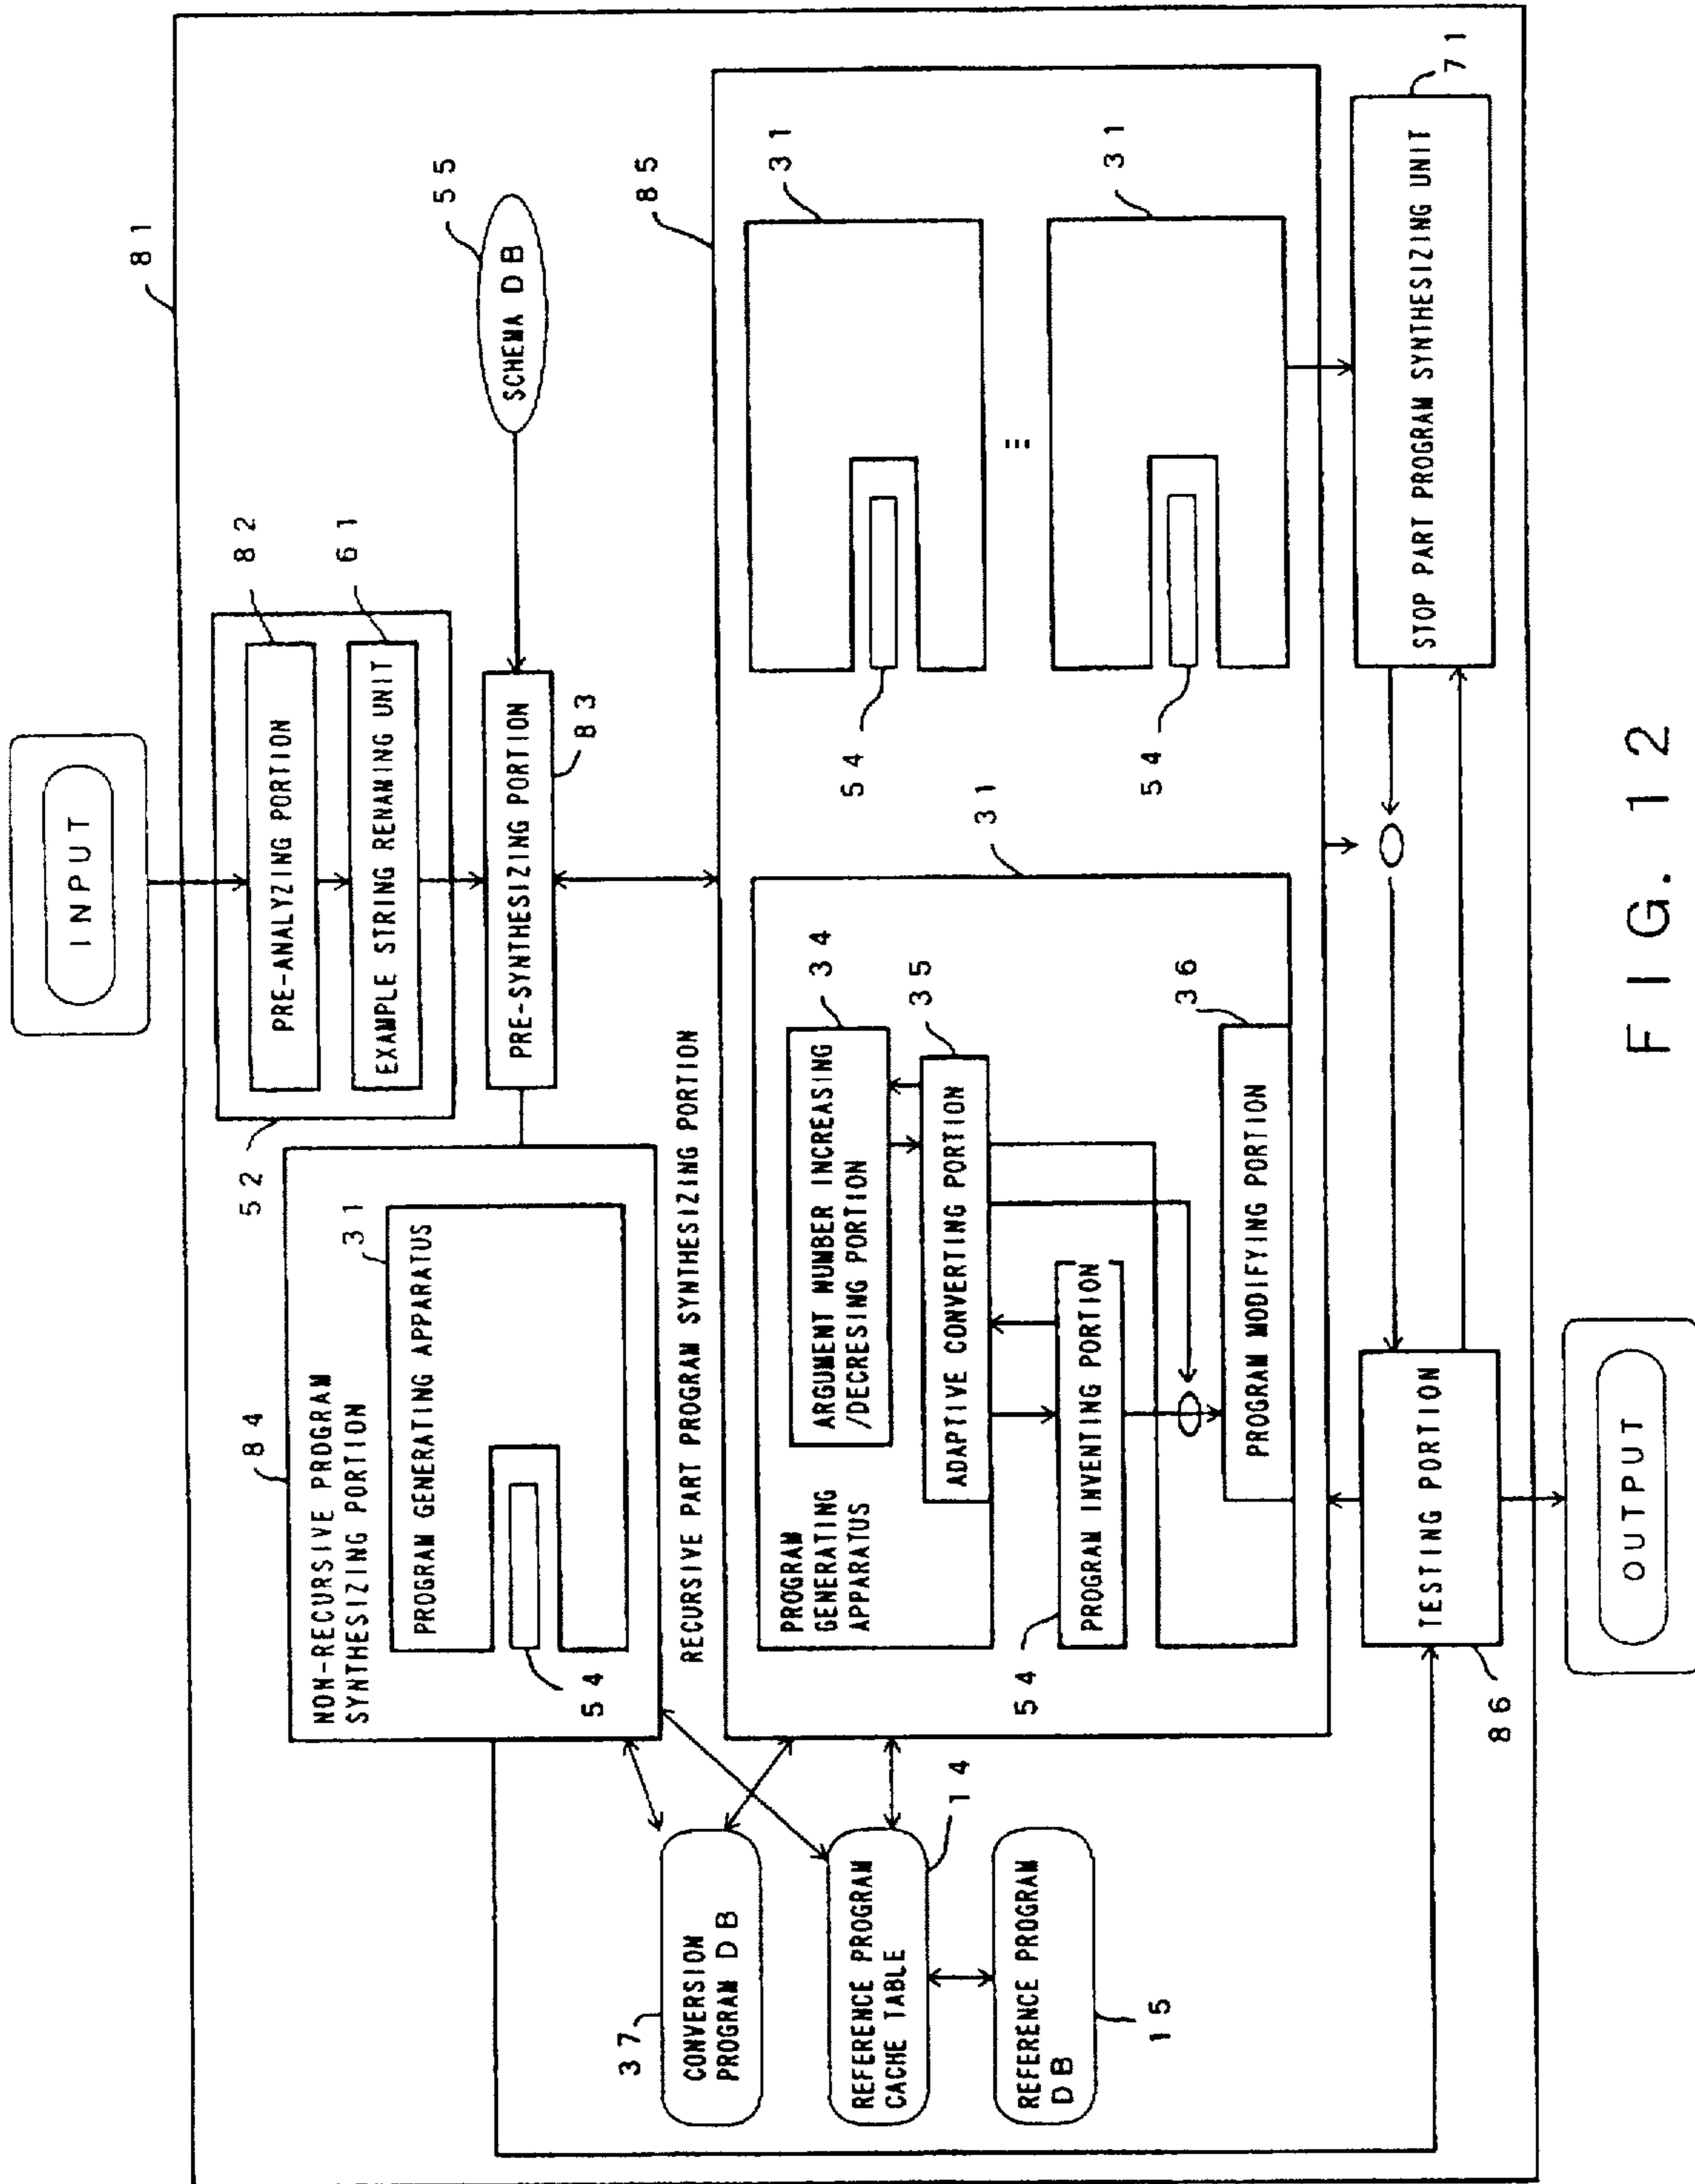 INPUT
81
82
PRE-ANALYZING PORTION
61
EXAMPLE STRING RENAMING UNIT
52
55
SCHEMA DB
PRE-SYNTHESIZING PORTION
83
84
NON-RECURSIVE PROGRAM
SYNTHESIZING PORTION
31
PROGRAM GENERATING APPARATUS
54
RECURSIVE PART PROGRAM SYNTHESIZING PORTION
85
37
CONVERSION
PROGRAM DB
REFERENCE PROGRAM
CACHE TABLE
14
REFERENCE PROGRAM
DB
15
PROGRAM
GENERATING
APPARATUS
31
34
ARGUMENT NUMBER INCREASING
/DECRESING PORTION
35
ADAPTIVE CONVERTING PORTION
54
PROGRAM INVENTING PORTION
36
PROGRAM MODIFYING PORTION
31
54
...
31
54
71
STOP PART PROGRAM SYNTHESIZING UNIT
TESTING PORTION
86
OUTPUT
FIG. 12